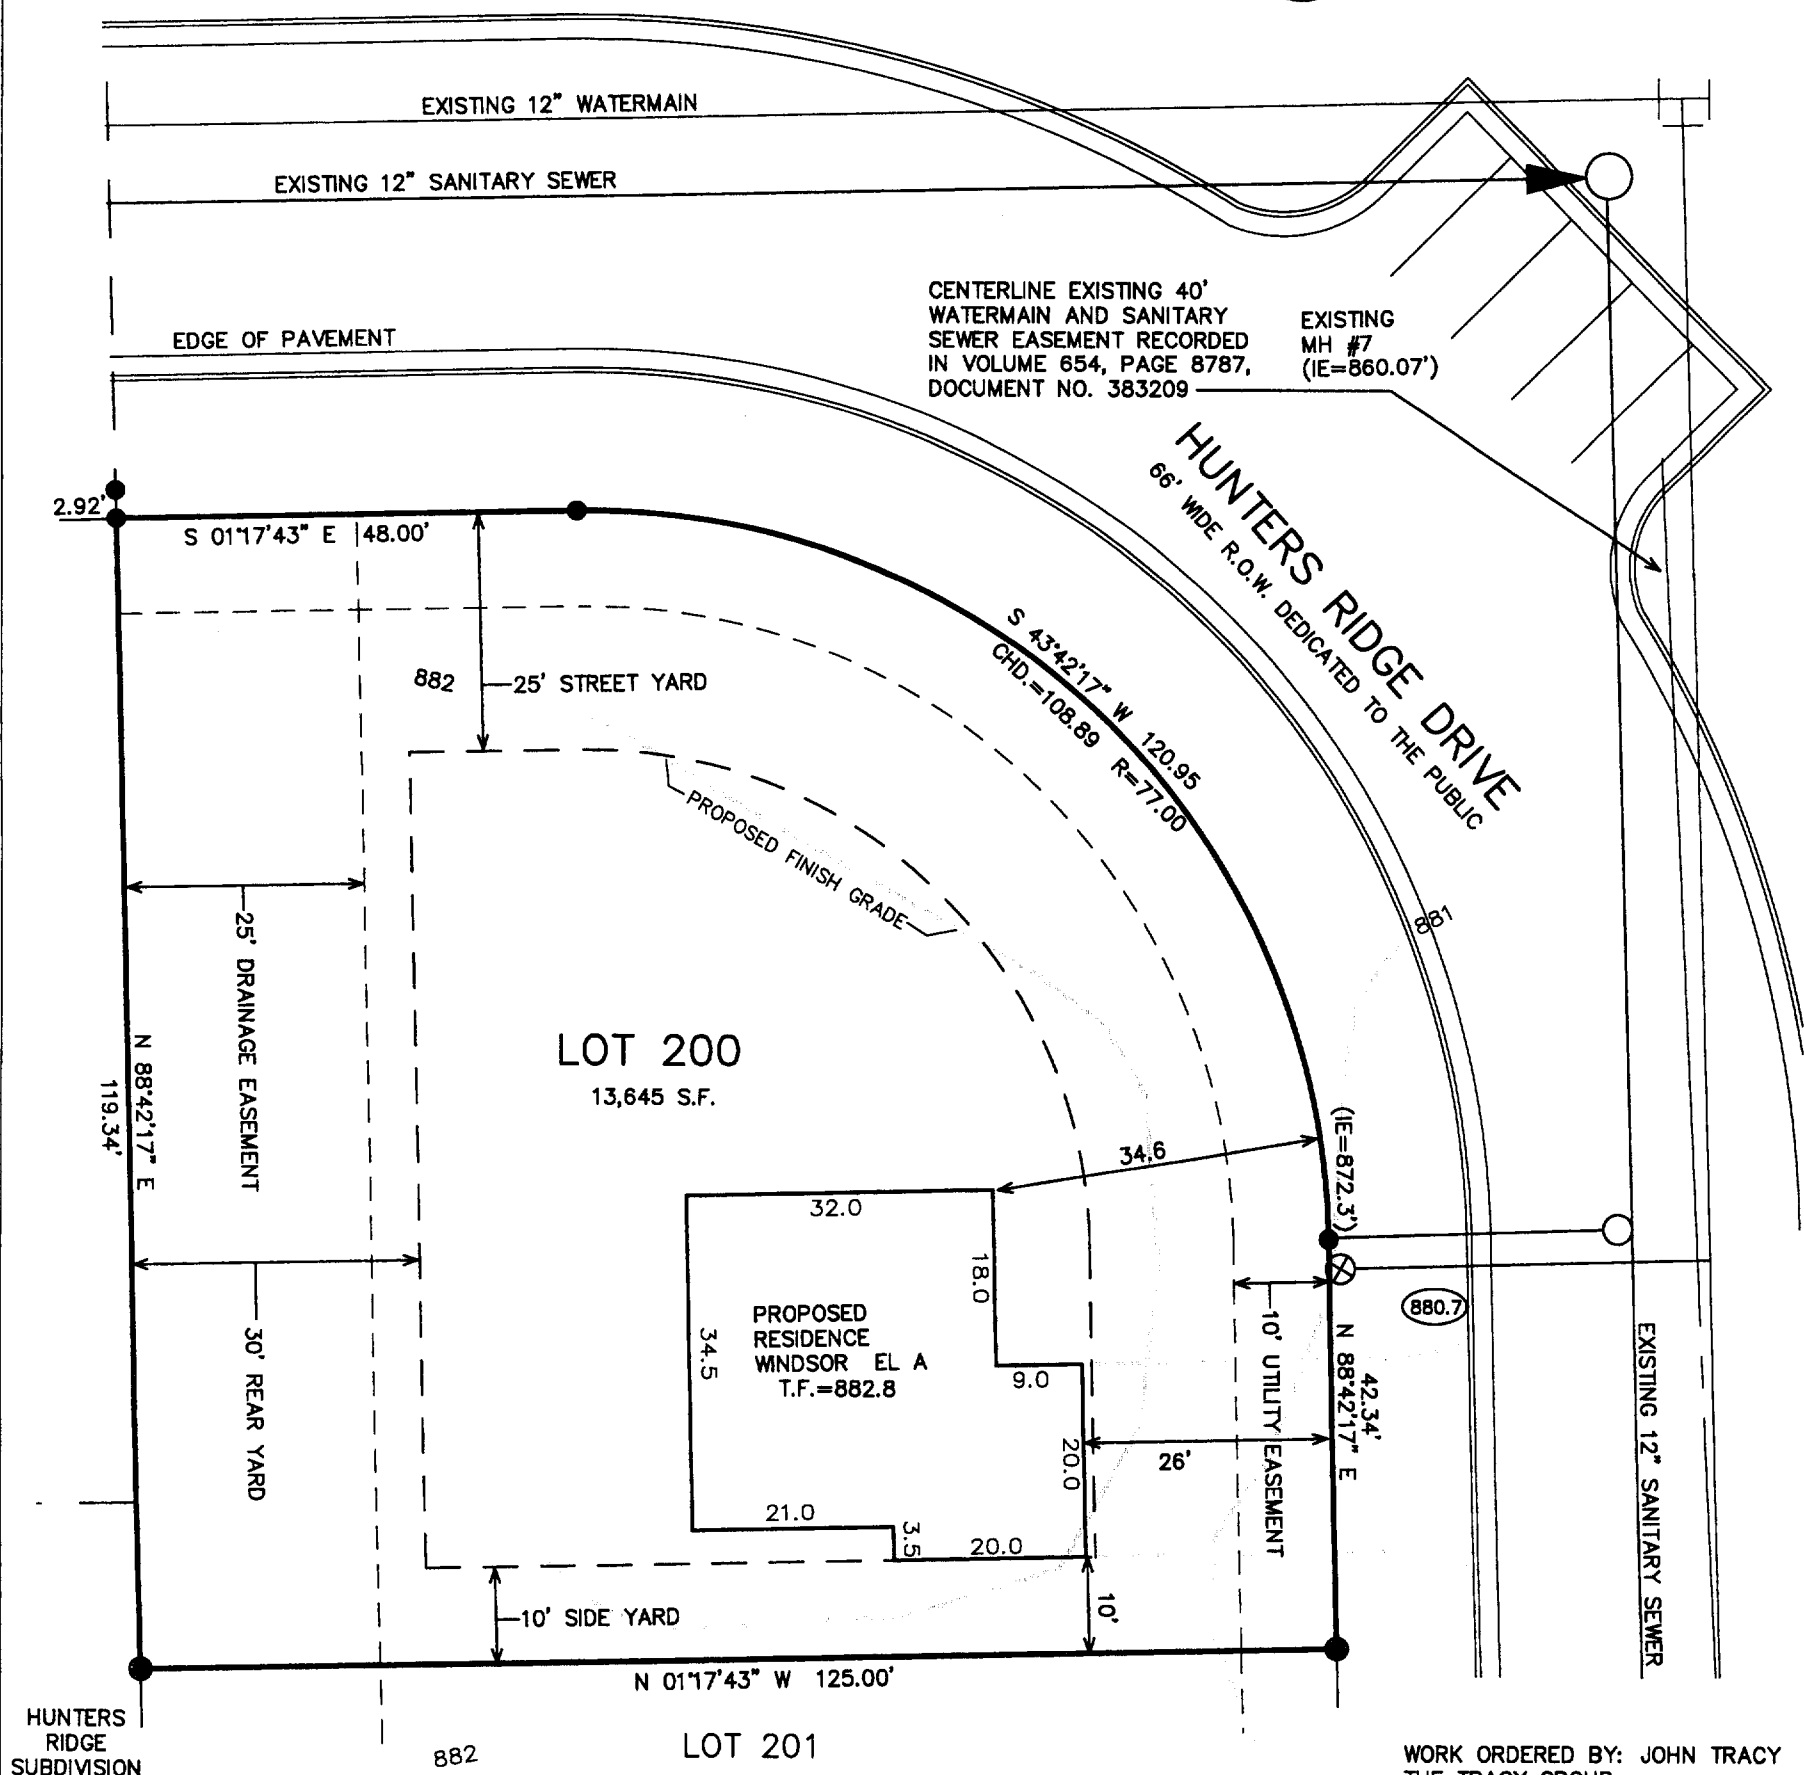 EXISTING 12" WATERMAIN
EXISTING 12" SANITARY SEWER
CENTERLINE EXISTING 40'
WATERMAIN AND SANITARY
SEWER EASEMENT RECORDED
IN VOLUME 654, PAGE 8787,
DOCUMENT NO. 383209
EXISTING
MH #7
(IE=860.07')
EDGE OF PAVEMENT
HUNTERS RIDGE DRIVE
66' WIDE R.O.W. DEDICATED TO THE PUBLIC
2.92'
S 01°17'43" E 48.00'
S 43°42'17" W 120.95
CHD.=108.89 R=77.00
882
25' STREET YARD
PROPOSED FINISH GRADE
881
25' DRAINAGE EASEMENT
N 88°42'17" E
119.34'
LOT 200
13,645 S.F.
34.6
(IE=872.3')
32.0
18.0
34.5
PROPOSED
RESIDENCE
WINDSOR EL A
T.F.=882.8
9.0
20.0
26'
10' UTILITY EASEMENT
880.7
42.34'
N 88°42'17" E
EXISTING 12" SANITARY SEWER
30' REAR YARD
21.0
3.5
20.0
10' SIDE YARD
10'
N 01°17'43" W 125.00'
HUNTERS
RIDGE
SUBDIVISION
882
LOT 201
WORK ORDERED BY: JOHN TRACY
THE TRACY GROUP